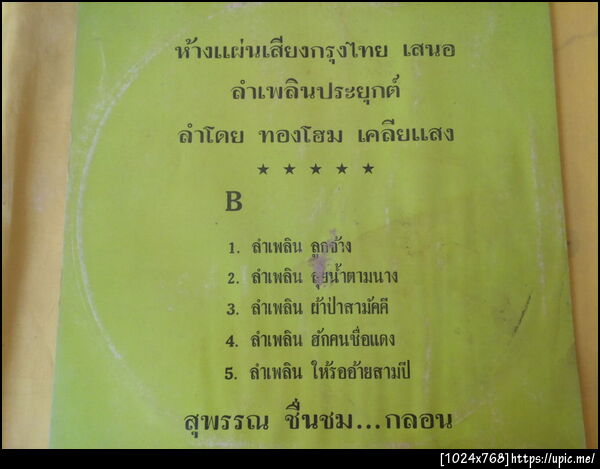 ห้างแผ่นเสียงกรุงไทย เสนอ
ลำเพลินประยุกต์
ลำโดย ทองโฮม เคลียแสง
★ ★ ★ ★ ★
B
1. ลำเพลิน ลูกจ้าง
2. ลำเพลิน ลุยน้ำตามนาง
3. ลำเพลิน ผ้าป่าสามัคคี
4. ลำเพลิน ฮักคนชื่อแดง
5. ลำเพลิน ให้รออ้ายสามปี
สุพรรณ ชื่นชม...กลอน
[1024x768]https://upic.me/